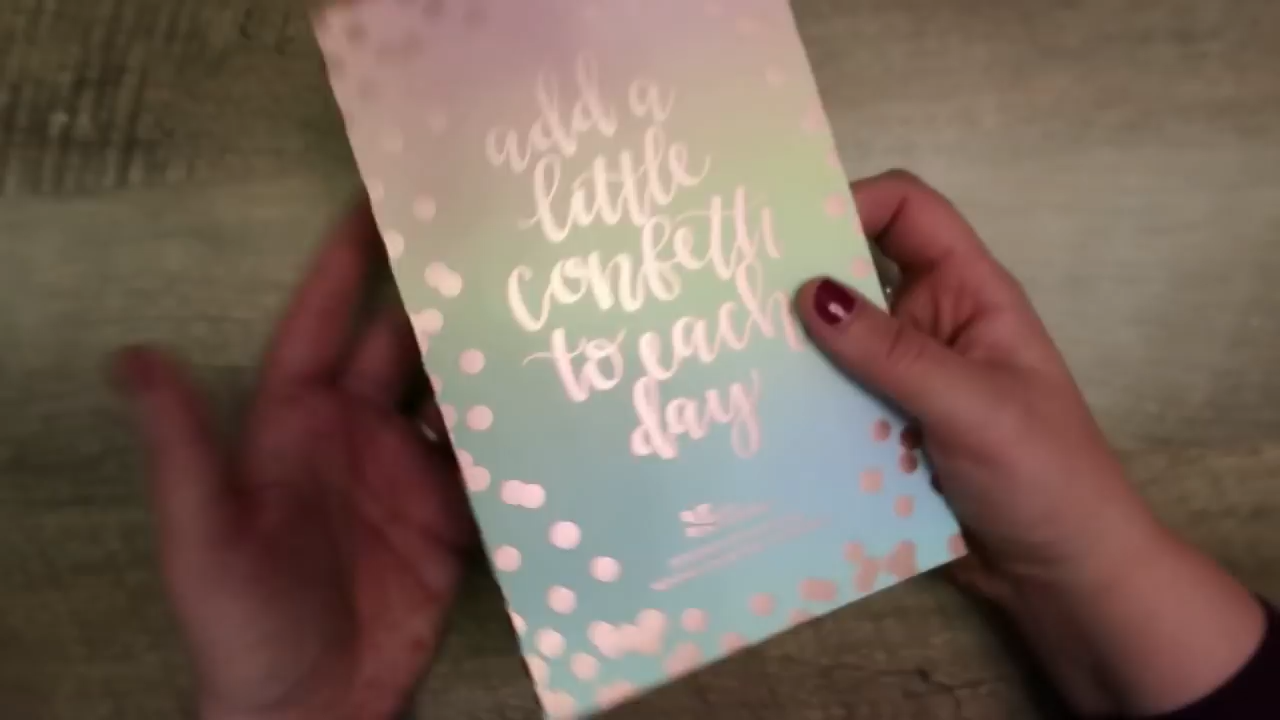 add a
little
confetti
to each
day